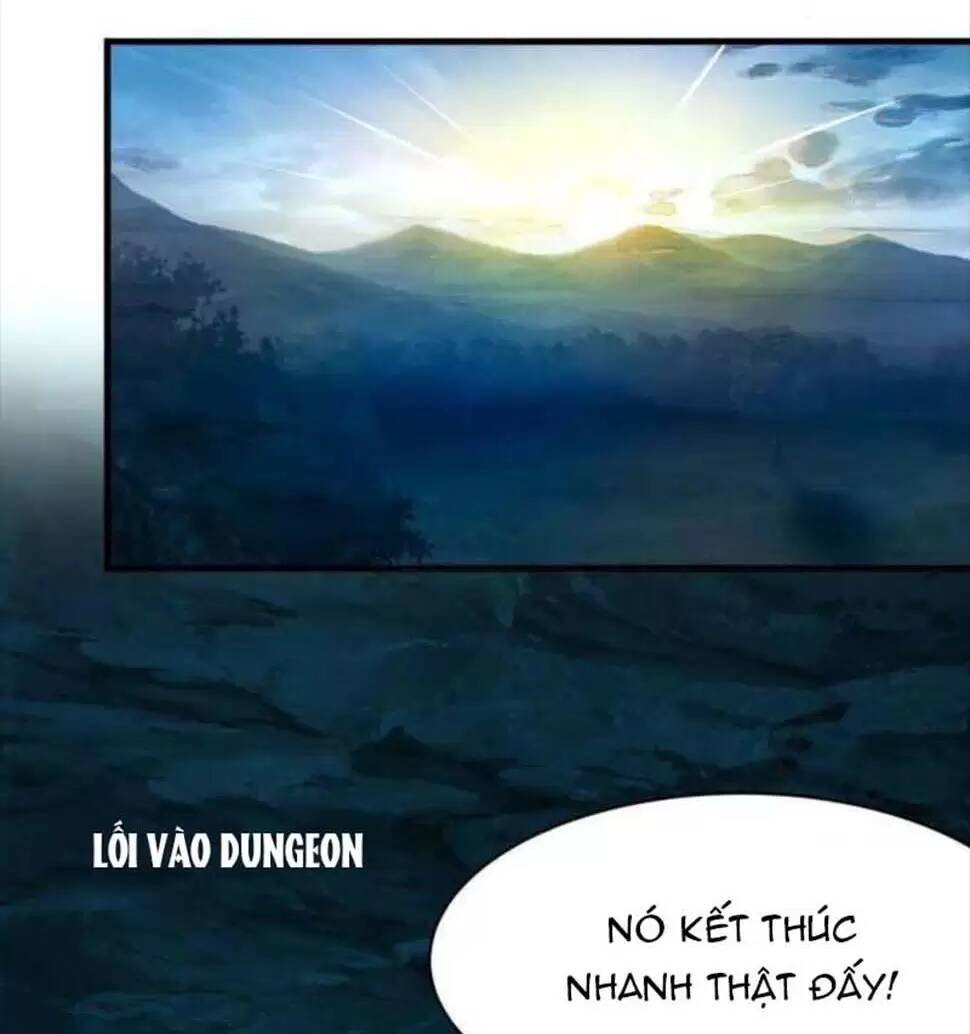 LỐI VÀO DUNGEON
NÓ KẾT THÚC
NHANH THẬT ĐẤY!